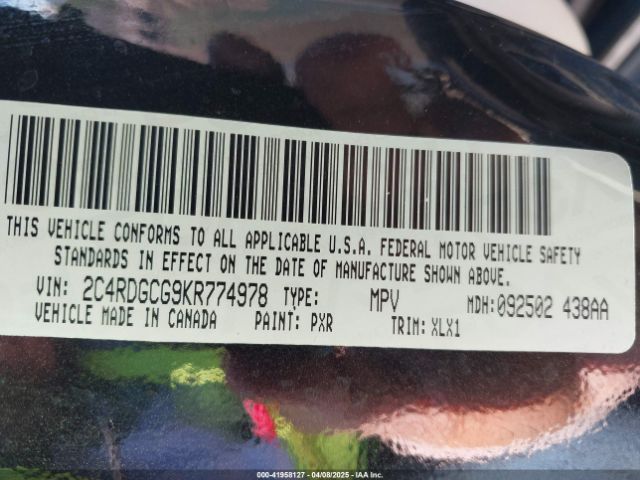 THIS VEHICLE CONFORMS TO ALL APPLICABLE U.S.A. FEDERAL MOTOR VEHICLE SAFETY
STANDARDS IN EFFECT ON THE DATE OF MANUFACTURE SHOWN ABOVE.
VIN: 2C4RDGCG9KR774978 TYPE: MPV MDH:092502 438AA
VEHICLE MADE IN CANADA PAINT: PXR TRIM:XLX1
000-41958127 - 04/08/2025 - IAA Inc.